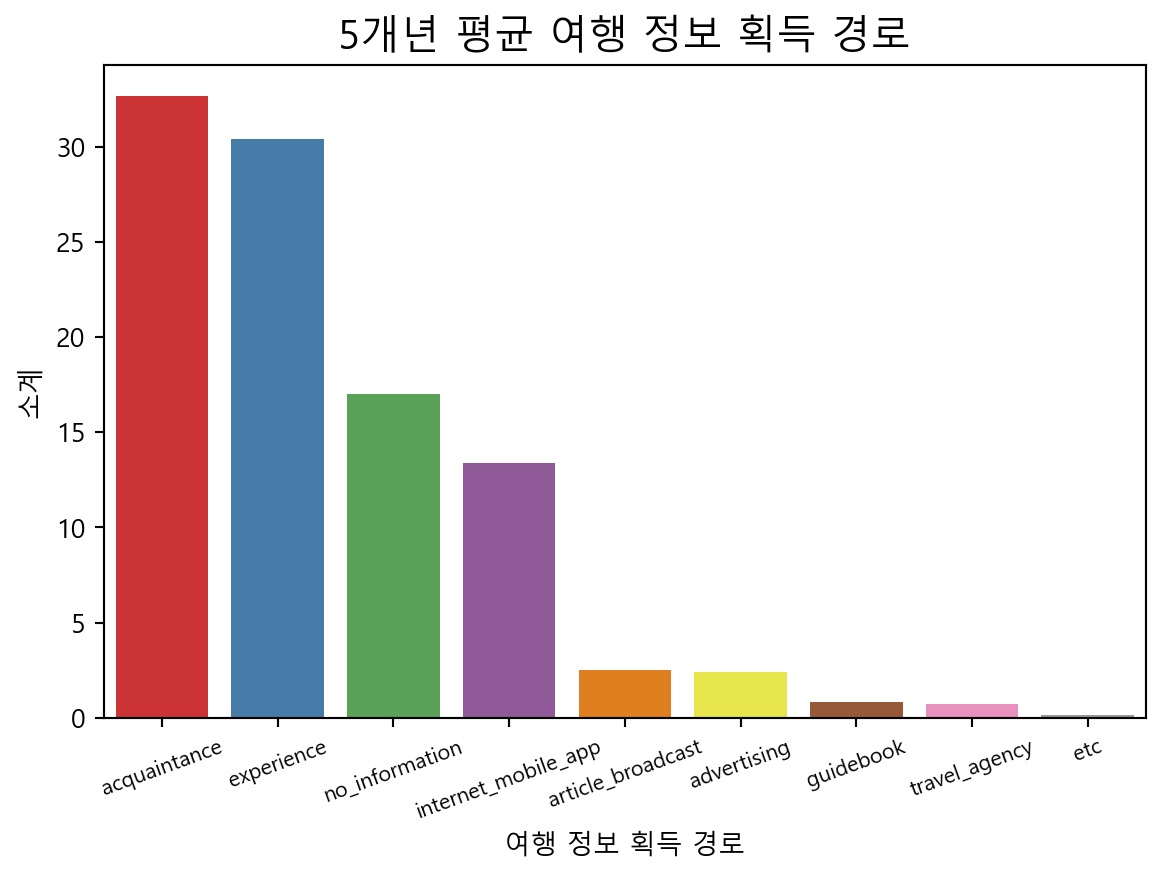 5개년 평균 여행 정보 획득 경로
소계
30
25
20
15
10
5
0
acquaintance
experience
no_information
internet_mobile_app
article_broadcast
advertising
guidebook
travel_agency
etc
여행 정보 획득 경로